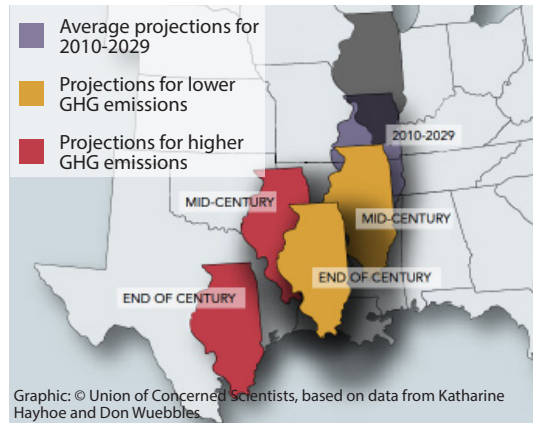 Average projections for
2010-2029
Projections for lower
GHG emissions
Projections for higher
GHG emissions
2010-2029
MID-CENTURY
MID-CENTURY
END OF CENTURY
END OF CENTURY
Graphic: © Union of Concerned Scientists, based on data from Katharine
Hayhoe and Don Wuebbles